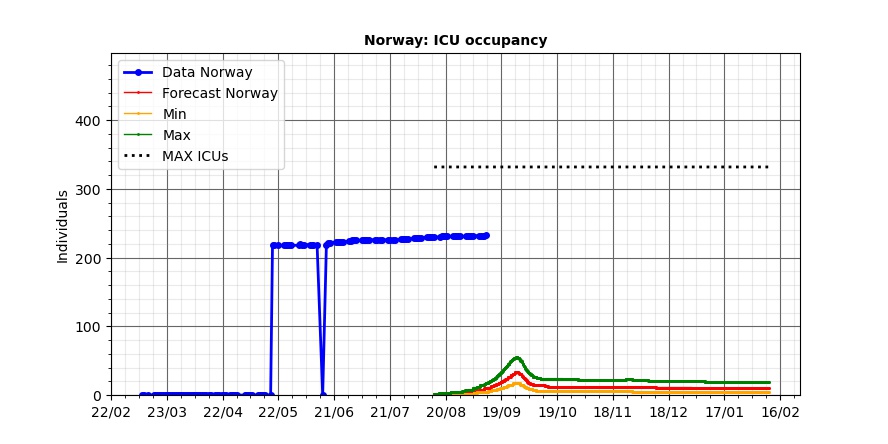 Norway: ICU occupancy
Data Norway
Forecast Norway
Min
Max
MAX ICUs
Individuals
400
300
200
100
0
22/02 23/03 22/04 22/05 21/06 21/07 20/08 19/09 19/10 18/11 18/12 17/01 16/02